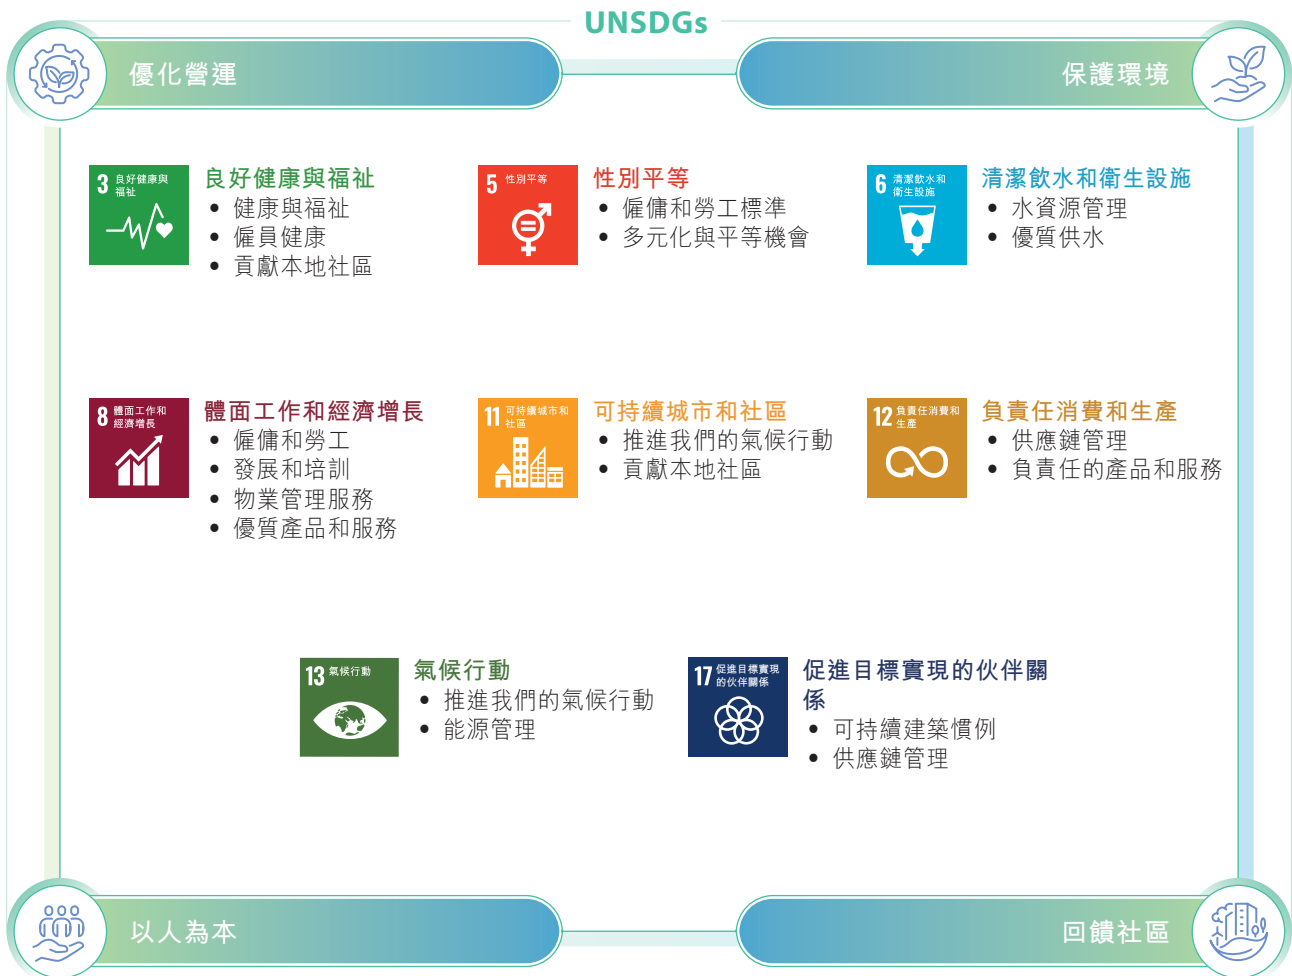 UNSDGs
優化營運
保護環境
3 良好健康與
福祉
良好健康與福祉
• 健康與福祉
• 僱員健康
• 貢獻本地社區
5 性別平等
性別平等
• 僱傭和勞工標準
• 多元化與平等機會
6 清潔飲水和
衛生設施
清潔飲水和衛生設施
• 水資源管理
• 優質供水
8 體面工作和
經濟增長
體面工作和經濟增長
• 僱傭和勞工
• 發展和培訓
• 物業管理服務
• 優質產品和服務
11 可持續城市和
社區
可持續城市和社區
• 推進我們的氣候行動
• 貢獻本地社區
12 負責任消費和
生產
負責任消費和生產
• 供應鏈管理
• 負責任的產品和服務
13 氣候行動
氣候行動
• 推進我們的氣候行動
• 能源管理
17 促進目標實現
的伙伴關係
促進目標實現的伙伴關
係
• 可持續建築慣例
• 供應鏈管理
以人為本
回饋社區